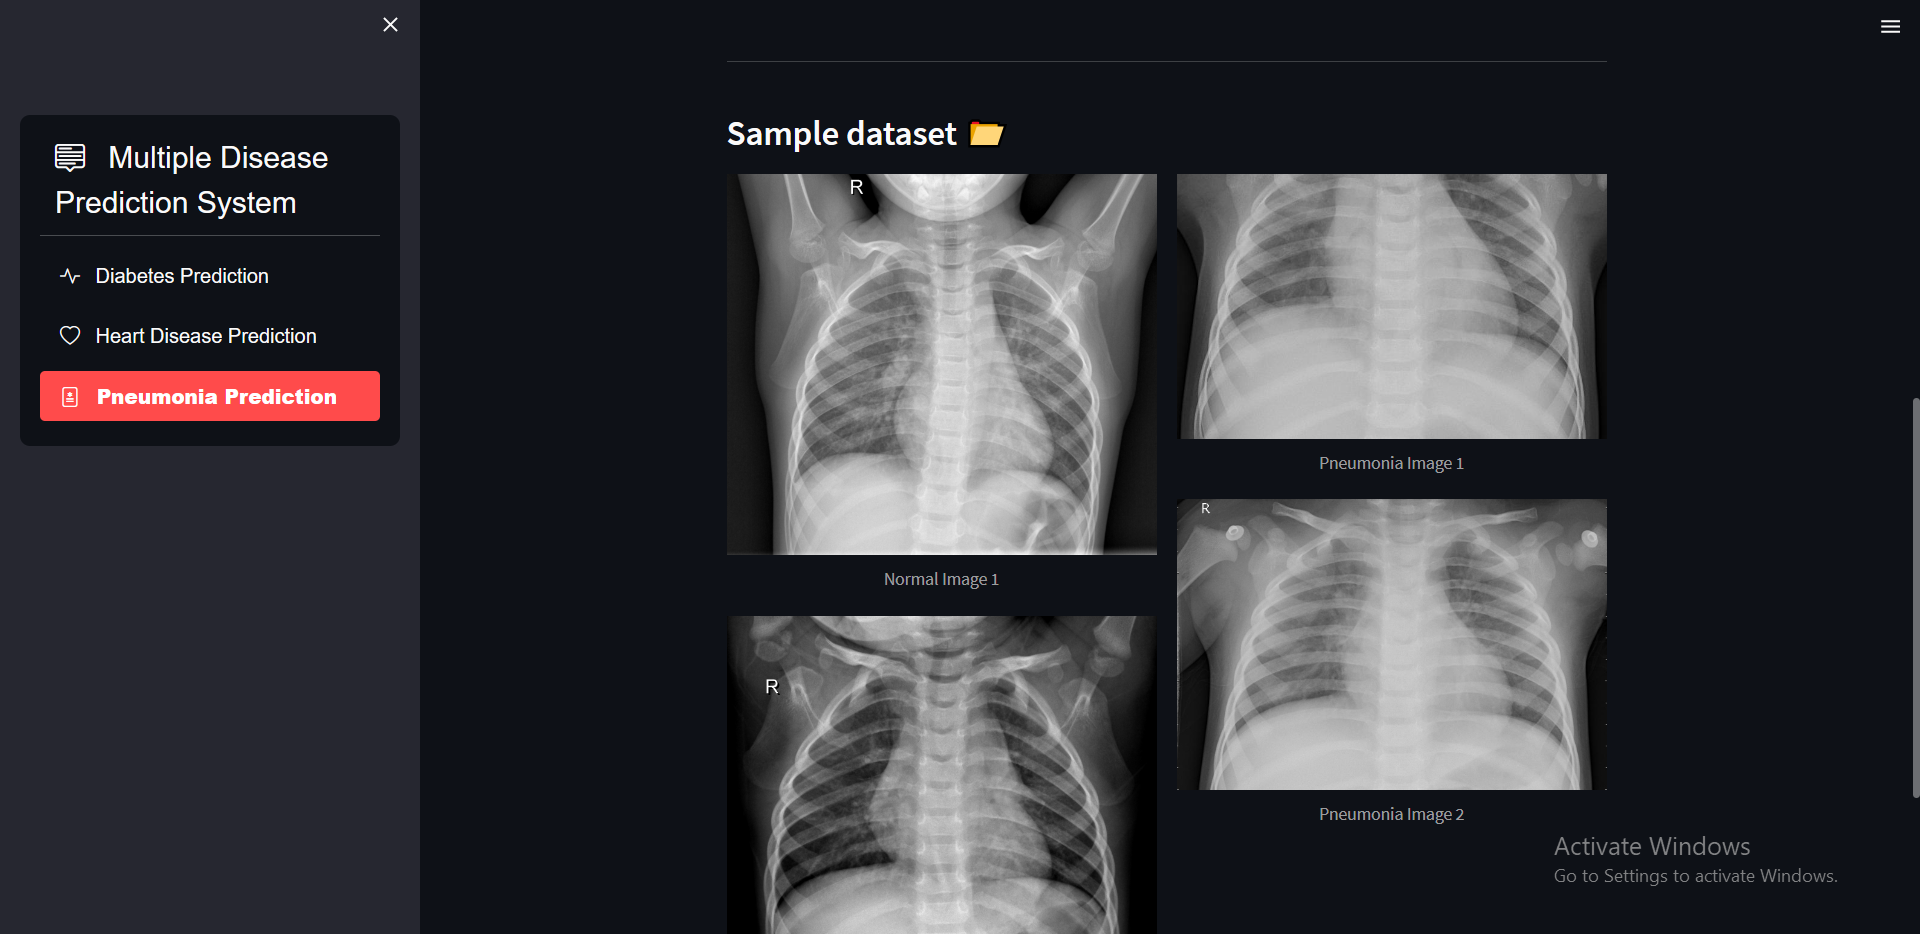 Multiple Disease
Prediction System
Diabetes Prediction
Heart Disease Prediction
Pneumonia Prediction
Sample dataset
R
Normal Image 1
R
Pneumonia Image 1
R
Pneumonia Image 2
Activate Windows
Go to Settings to activate Windows.